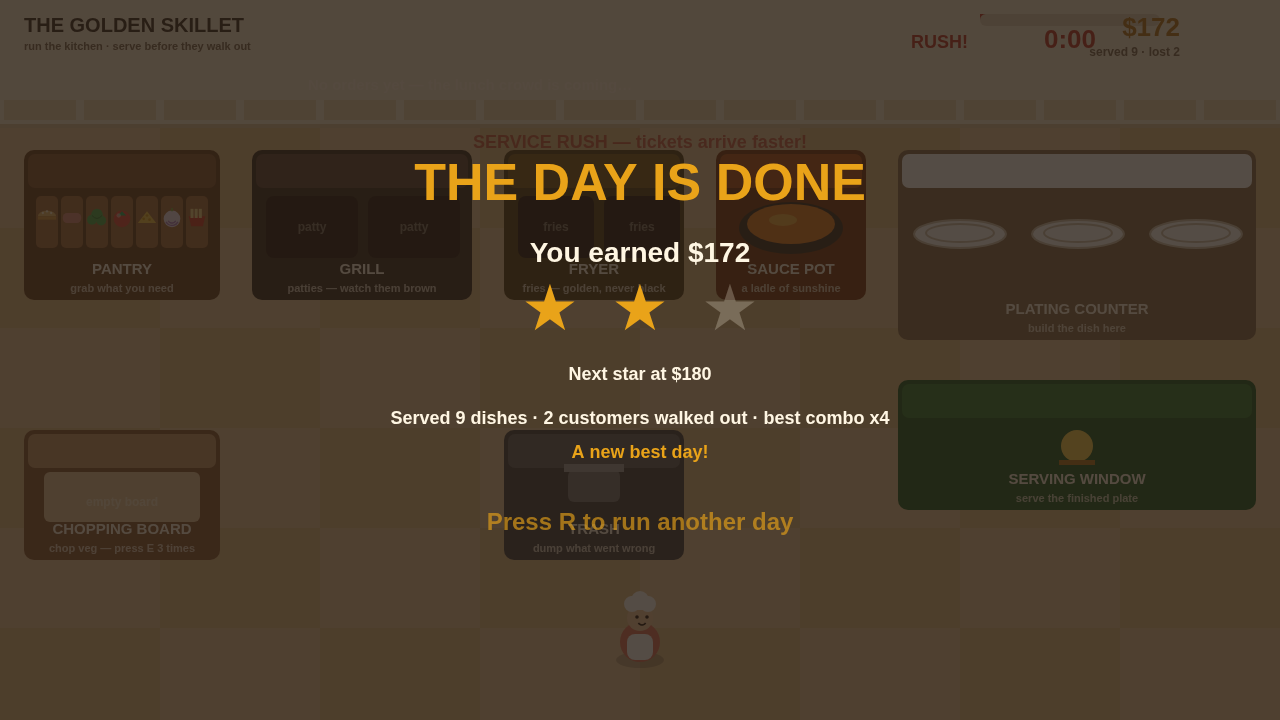 THE GOLDEN SKILLET
run the kitchen · serve before they walk out
RUSH!
0:00
$172
served 9 · lost 2
SERVICE RUSH — tickets arrive faster!
THE DAY IS DONE
You earned $172
patty
patty
fries
fries
PANTRY
grab what you need
GRILL
patties — watch them brown
FRYER
fries — golden, never black
SAUCE POT
a ladle of sunshine
PLATING COUNTER
build the dish here
Next star at $180
Served 9 dishes · 2 customers walked out · best combo x4
A new best day!
SERVING WINDOW
serve the finished plate
empty board
CHOPPING BOARD
chop veg — press E 3 times
Press R to run another day
TRASH
dump what went wrong